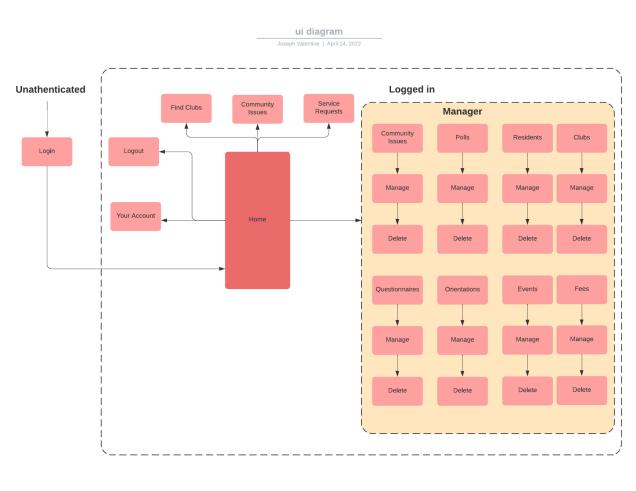 ui diagram
Joseph Valentine | April 14, 2022
Unauthenticated
Logged in
Login
Find Clubs
Community
Issues
Service
Requests
Logout
Your Account
Home
Manager
Community
Issues
Polls
Residents
Clubs
Manage
Manage
Manage
Manage
Delete
Delete
Delete
Delete
Questionnaires
Orientations
Events
Fees
Manage
Manage
Manage
Manage
Delete
Delete
Delete
Delete